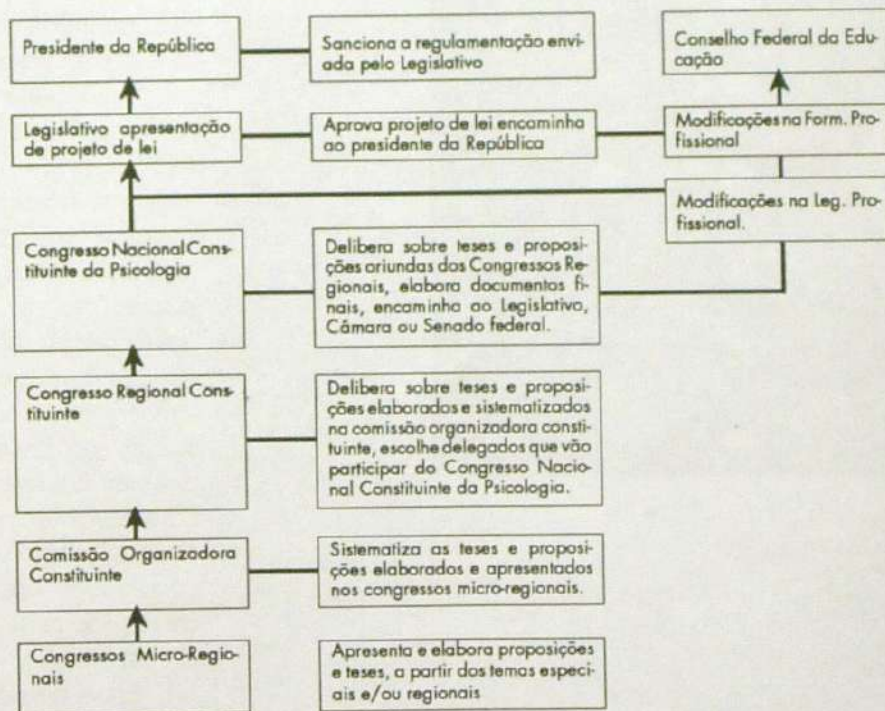 Presidente da República
Sanciona a regulamentação envi-
ada pelo Legislativo
Conselho Federal da Edu-
cação
Legislativo apresentação
de projeto de lei
Aprova projeto de lei encaminha
ao presidente da República
Modificações na Form. Pro-
fissional
Modificações na Leg. Pro-
fissional.
Congresso Nacional Cons-
tituinte da Psicologia
Delibera sobre teses e proposi-
ções oriundas dos Congressos Re-
gionais, elabora documentos fi-
nais, encaminha ao Legislativo,
Câmara ou Senado federal.
Congresso Regional Cons-
tituinte
Delibera sobre teses e proposi-
ções elaborados e sistematizados
na comissão organizadora consti-
tuinte, escolhe delegados que vão
participar do Congresso Nacio-
nal Constituinte da Psicologia.
Comissão Organizadora
Constituinte
Sistematiza as teses e proposi-
ções elaborados e apresentados
nos congressos micro-regionais.
Congressos Micro-Regio-
nais
Apresenta e elabora proposições
e teses, a partir dos temas especi-
ais e/ou regionais